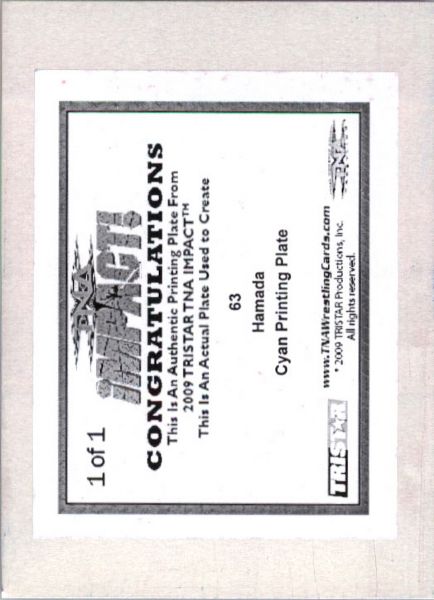 1 of 1
TNA
iMPACT!
CONGRATULATIONS
This Is An Authentic Printing Plate From
2009 TRISTAR TNA IMPACT™
This Is An Actual Plate Used to Create
63
Hamada
Cyan Printing Plate
TRISTAR
www.TNAWrestlingCards.com
* 2009 TRISTAR Productions, Inc.
All rights reserved.
TNA